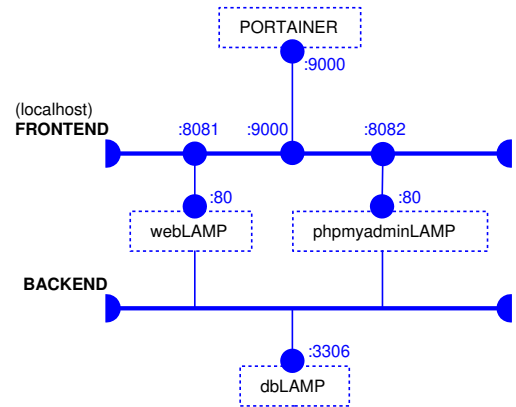 PORTAINER
:9000
(localhost)
FRONTEND
:8081 :9000 :8082
:80 :80
webLAMP phpmyadminLAMP
BACKEND
:3306
dbLAMP